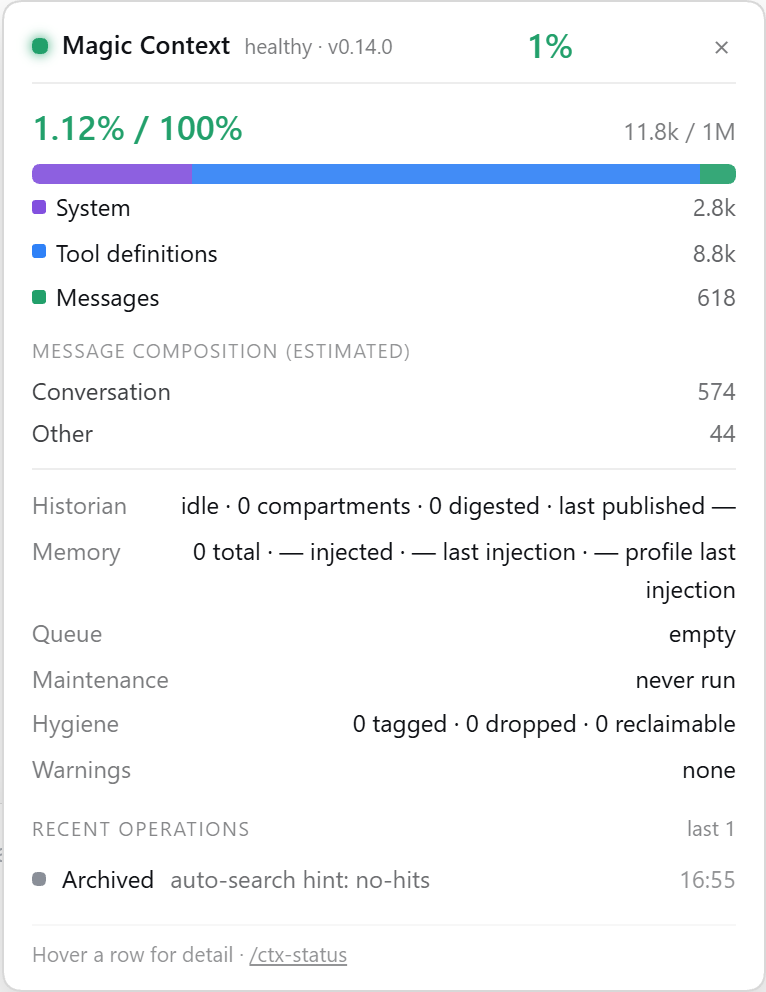 Magic Context healthy · v0.14.0 1% ×
1.12% / 100% 11.8k / 1M
System 2.8k
Tool definitions 8.8k
Messages 618
MESSAGE COMPOSITION (ESTIMATED)
Conversation 574
Other 44
Historian idle · 0 compartments · 0 digested · last published —
Memory 0 total · — injected · — last injection · — profile last
injection
Queue empty
Maintenance never run
Hygiene 0 tagged · 0 dropped · 0 reclaimable
Warnings none
RECENT OPERATIONS last 1
Archived auto-search hint: no-hits 16:55
Hover a row for detail · /ctx-status